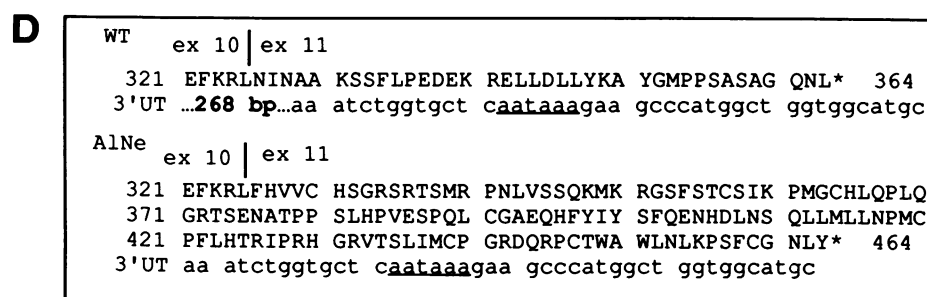 D
WT ex 10 | ex 11
321 EFKRLNINAA KSSFLPEDEK RELLDLLYKA YGMPPSASAG QNL* 364
3'UT …268 bp…aa atctggtgct caataaagaa gcccatggct ggtggcatgc
AlNe ex 10 | ex 11
321 EFKRLFHVVC HSGRSRTSMR PNLVSSQKMK RGSFSTCSIK PMGCHLQPLQ
371 GRTSENATPP SLHPVESPQL CGAEQHFYIY SFQENHDLNS QLLMLLNPMC
421 PFLHTRIPRH GRVTSLIMCP GRDQRPCTWA WLNLKPSFCG NLY* 464
3'UT aa atctggtgct caataaagaa gcccatggct ggtggcatgc